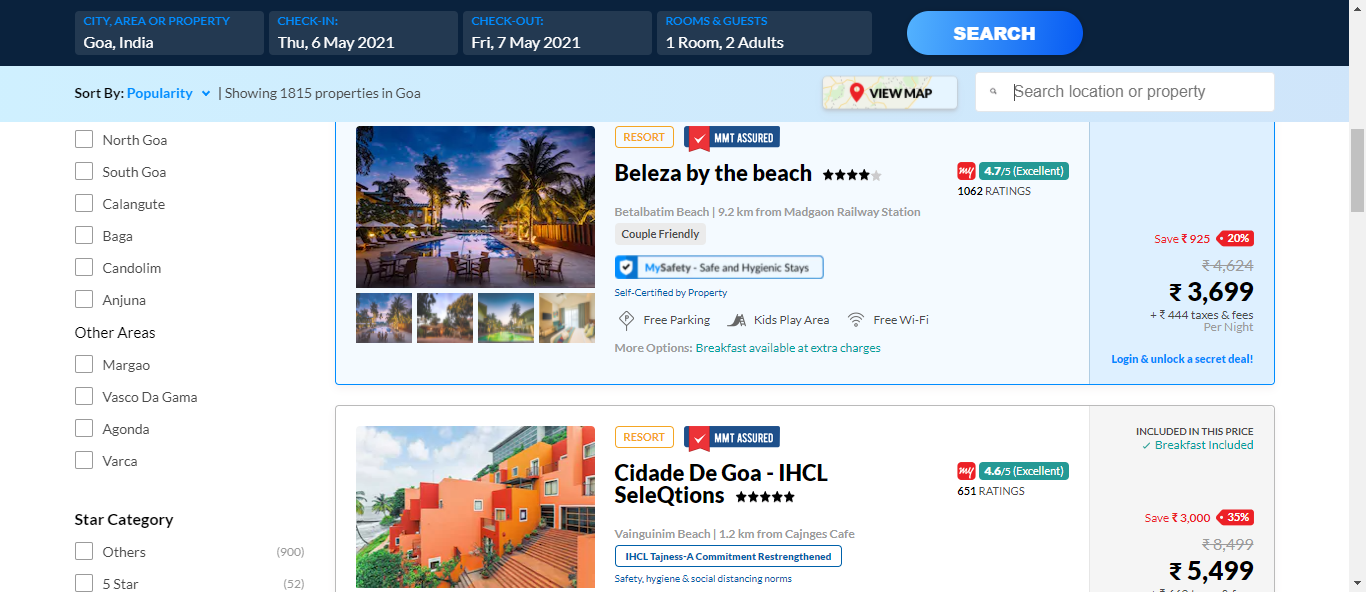 CITY, AREA OR PROPERTY
Goa, India
CHECK-IN:
Thu, 6 May 2021
CHECK-OUT:
Fri, 7 May 2021
ROOMS & GUESTS
1 Room, 2 Adults
SEARCH
Sort By: Popularity | Showing 1815 properties in Goa
VIEW MAP
Search location or property
North Goa
South Goa
Calangute
Baga
Candolim
Anjuna
Other Areas
Margao
Vasco Da Gama
Agonda
Varca
Star Category
Others (900)
5 Star (52)
RESORT MMT ASSURED
Beleza by the beach
my 4.7/5 (Excellent)
1062 RATINGS
Betalbatim Beach | 9.2 km from Madgaon Railway Station
Couple Friendly
MySafety - Safe and Hygienic Stays
Self-Certified by Property
Free Parking Kids Play Area Free Wi-Fi
More Options: Breakfast available at extra charges
Save ₹ 925 20%
₹ 4,624
₹ 3,699
+ ₹ 444 taxes & fees
Per Night
Login & unlock a secret deal!
RESORT MMT ASSURED
Cidade De Goa - IHCL
SeleQtions
my 4.6/5 (Excellent)
651 RATINGS
Vainguinim Beach | 1.2 km from Cajnges Cafe
IHCL Tajness-A Commitment Restrengthened
Safety, hygiene & social distancing norms
INCLUDED IN THIS PRICE
✓ Breakfast Included
Save ₹ 3,000 35%
₹ 8,499
₹ 5,499